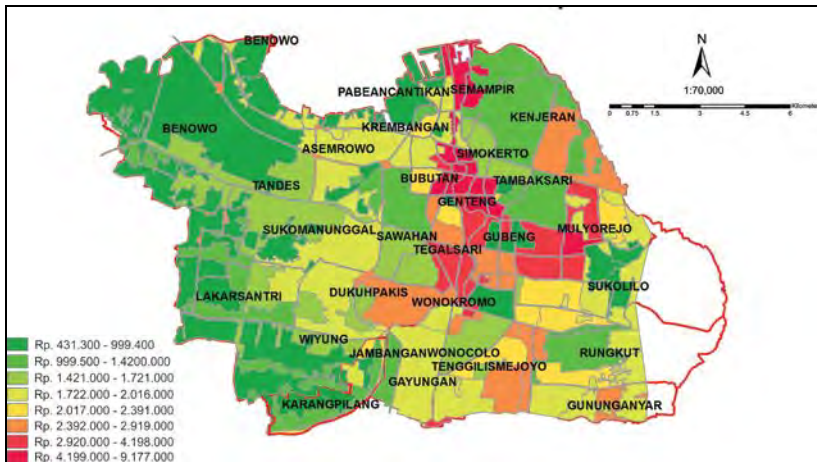 BENOWO
N
PABEANCANTIKAN
SEMAMPIR
1:70,000
KENJERAN
0 0.75 1.5 3 4.5 6
KREMBANGAN
BENOWO
ASEMROWO
SIMOKERTO
BUBUTAN
TAMBAKSARI
TANDES
GENTENG
SUKOMANUNGGAL
SAWAHAN
GUBENG
MULYOREJO
TEGALSARI
SUKOLILO
LAKARSANTRI
DUKUHPAKIS
WONOKROMO
WIYUNG
JAMBANGANWONOCOLO
RUNGKUT
TENGGILISMEJOYO
GAYUNGAN
KARANGPILANG
GUNUNGANYAR
Rp. 431.300 - 999.400
Rp. 999.500 - 1.4200.000
Rp. 1.421.000 - 1.721.000
Rp. 1.722.000 - 2.016.000
Rp. 2.017.000 - 2.391.000
Rp. 2.392.000 - 2.919.000
Rp. 2.920.000 - 4.198.000
Rp. 4.199.000 - 9.177.000